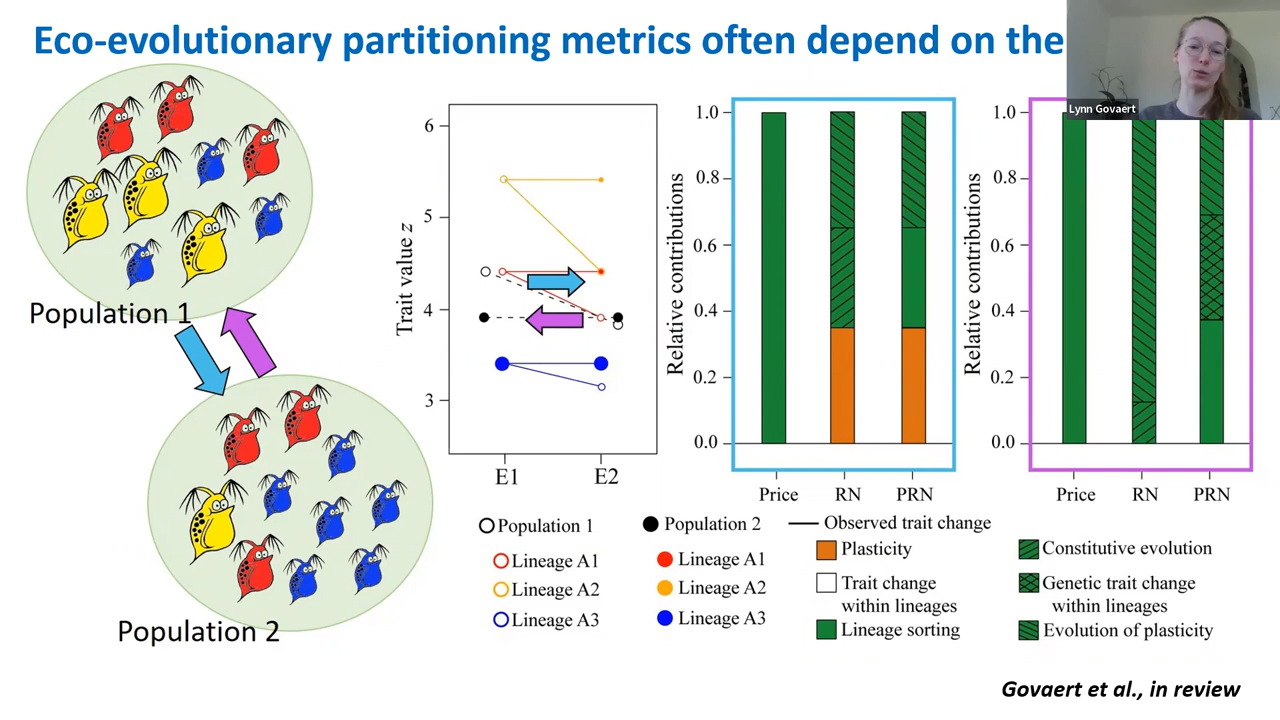 Eco-evolutionary partitioning metrics often depend on the
Lynn Govaert
Population 1
Population 2
Trait value z
6
5
4
3
E1
E2
Relative contributions
1.0
0.8
0.6
0.4
0.2
0.0
Price
RN
PRN
Relative contributions
1.0
0.8
0.6
0.4
0.2
0.0
Price
RN
PRN
Population 1
Population 2
Observed trait change
Lineage A1
Lineage A1
Plasticity
Constitutive evolution
Lineage A2
Lineage A2
Trait change
within lineages
Genetic trait change
within lineages
Lineage A3
Lineage A3
Lineage sorting
Evolution of plasticity
Govaert et al., in review